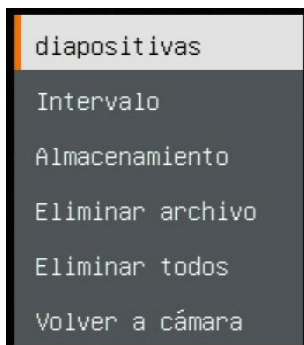 diapositivas
Intervalo
Almacenamiento
Eliminar archivo
Eliminar todos
Volver a cámara